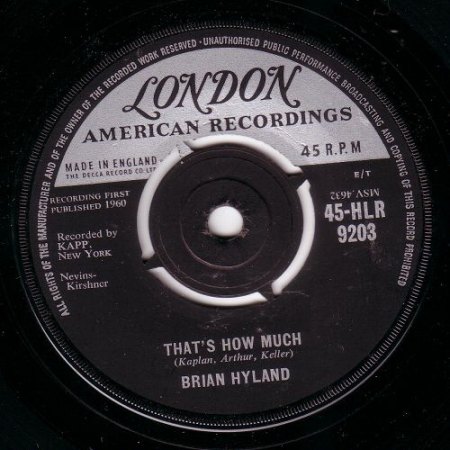 ALL RIGHTS OF THE MANUFACTURER AND OF THE OWNER OF THE RECORDED WORK RESERVED - UNAUTHORISED PUBLIC PERFORMANCE BROADCASTING AND COPYING OF THIS RECORD PROHIBITED
LONDON
AMERICAN RECORDINGS
MADE IN ENGLAND
THE DECCA RECORD CO LTD
45 R.P.M
E/T
RECORDING FIRST
PUBLISHED 1960
MSV.4632
45-HLR
9203
Recorded by
KAPP,
NEW YORK
Nevins-
Kirshner
THAT'S HOW MUCH
(Kaplan, Arthur, Keller)
BRIAN HYLAND